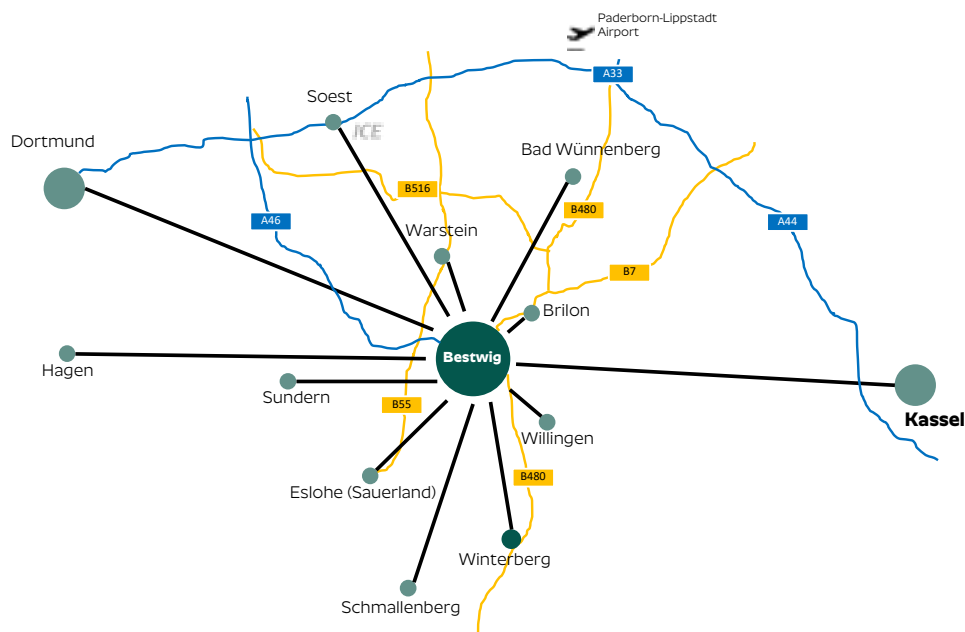 Paderborn-Lippstadt
Airport
A33
Soest
ICE
Dortmund
Bad Wünnenberg
B516
B480
A46
A44
Warstein
B7
Brilon
Bestwig
Hagen
Sundern
B55
Kassel
Willingen
Eslohe (Sauerland)
B480
Winterberg
Schmallenberg